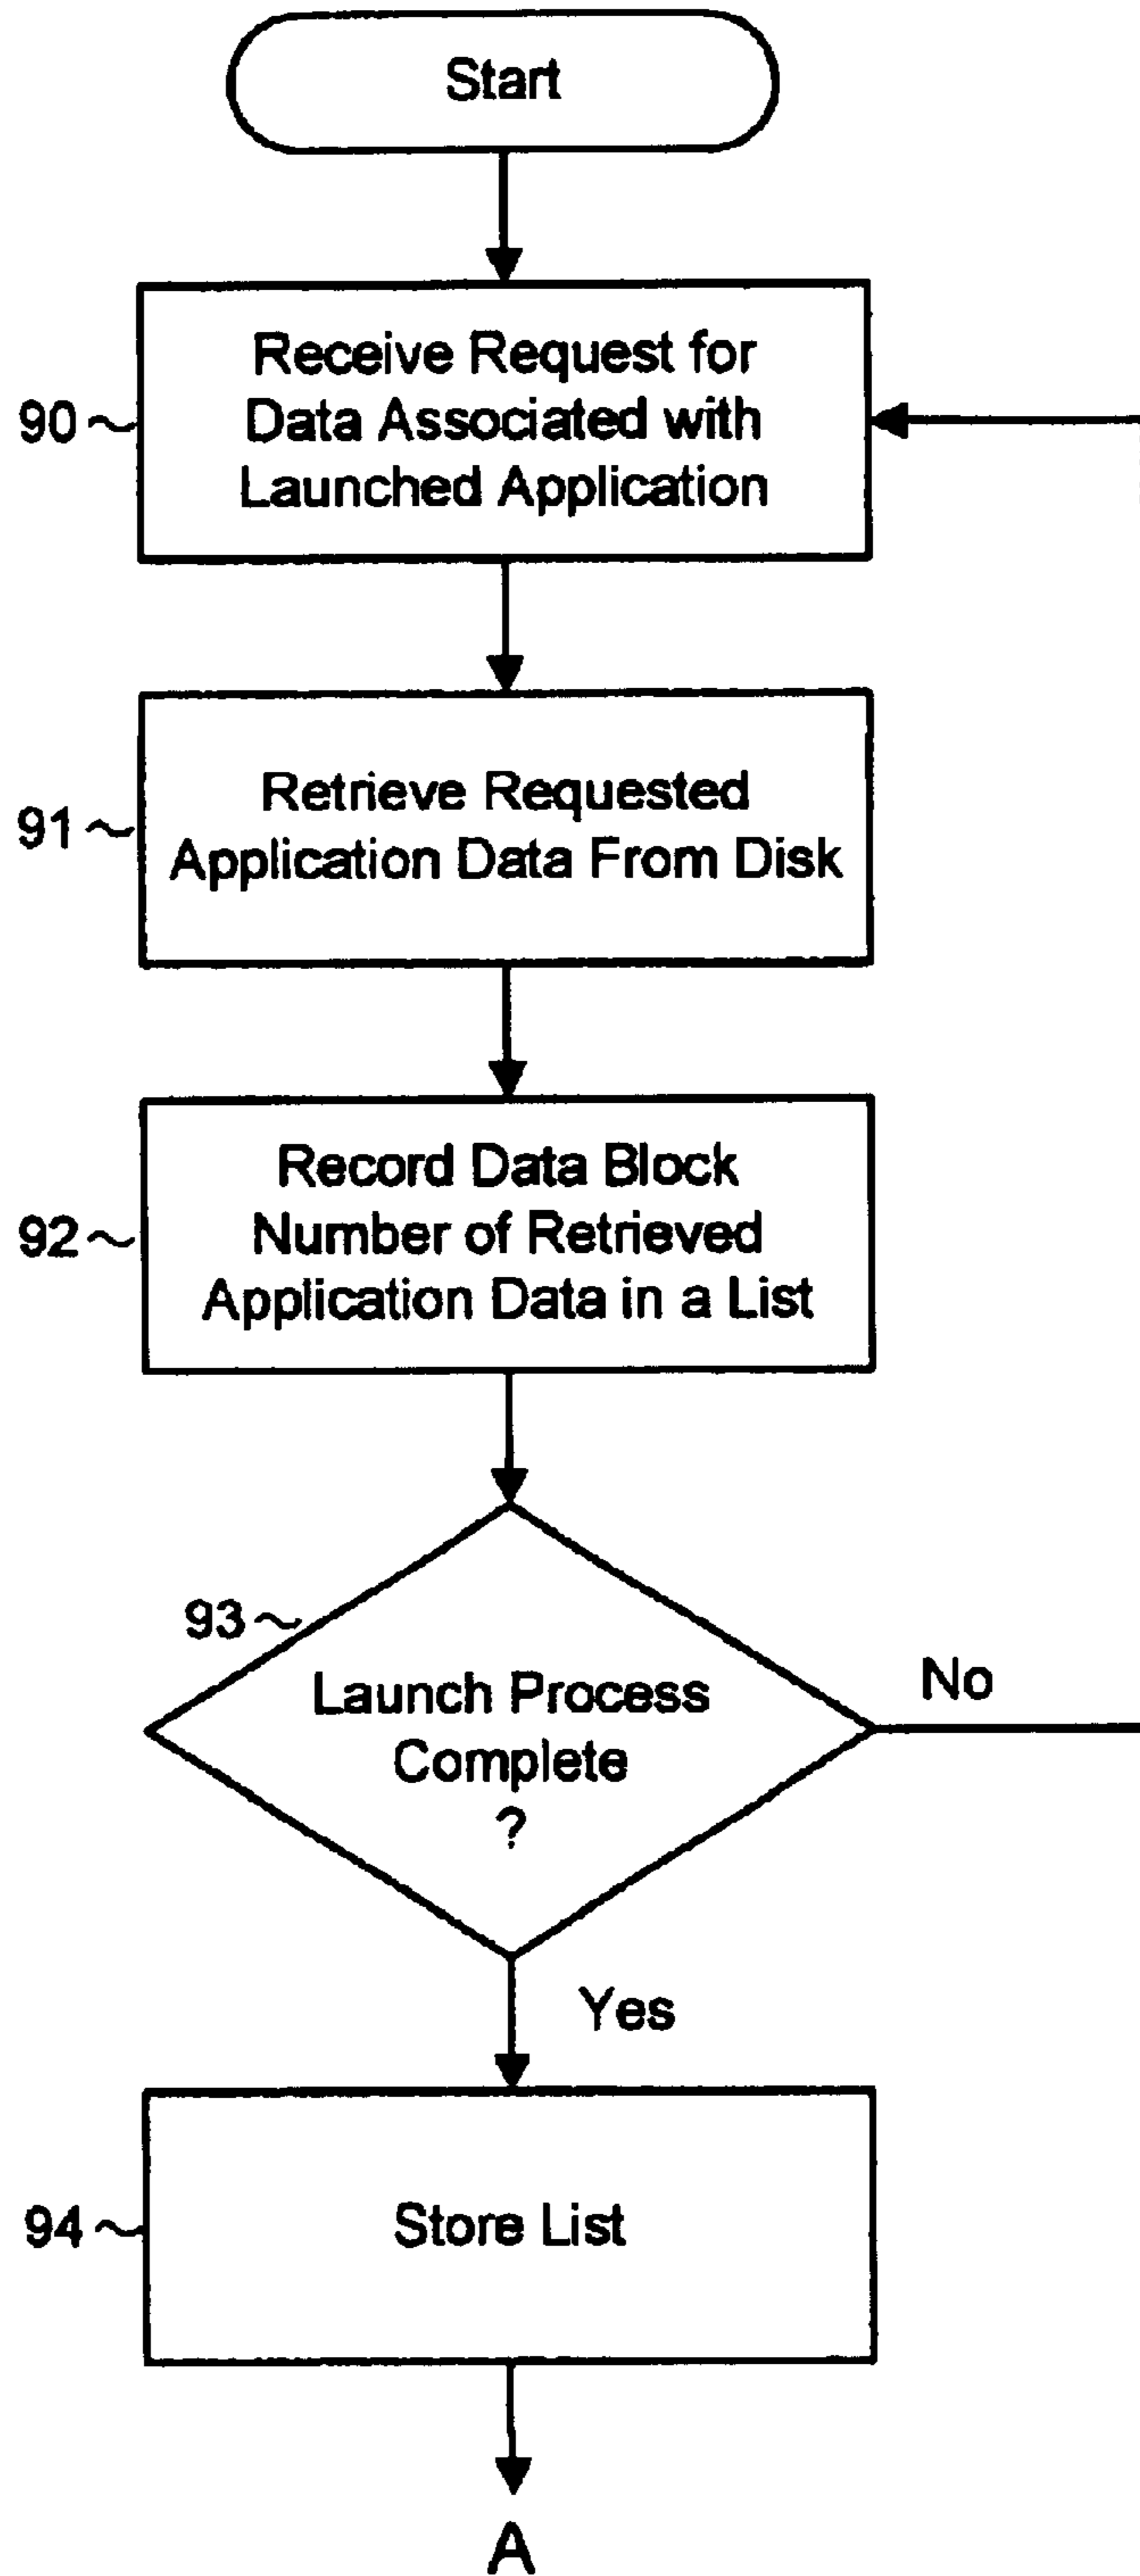 Start
Receive Request for
Data Associated with
Launched Application
90
Retrieve Requested
Application Data From Disk
91
Record Data Block
Number of Retrieved
Application Data in a List
92
93
Launch Process
Complete
?
No
Yes
Store List
94
A